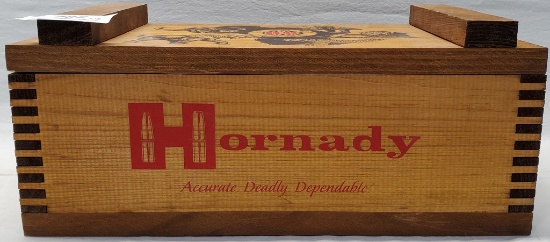 Hornady
Accurate. Deadly. Dependable.